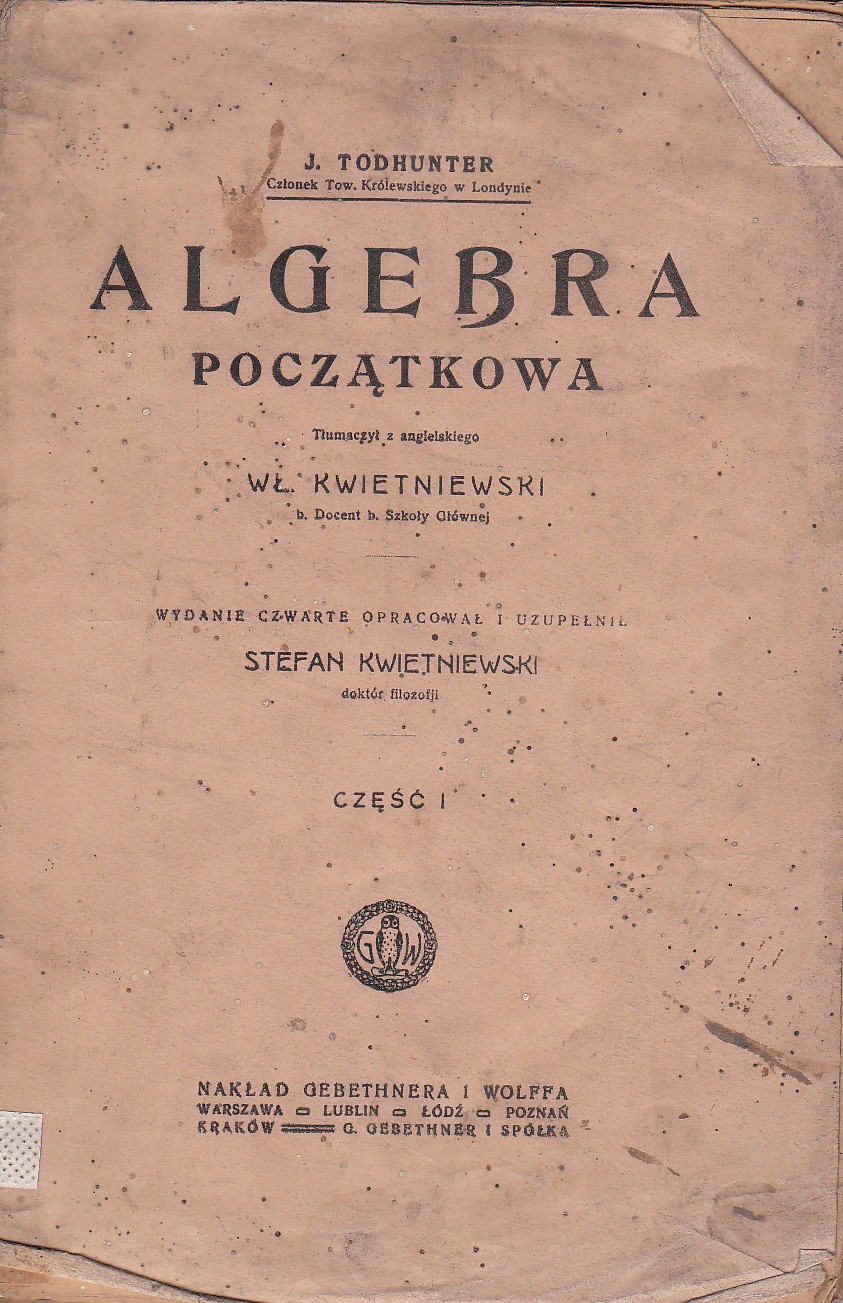 J. TODHUNTER
Członek Tow. Królewskiego w Londynie
ALGEBRA
POCZĄTKOWA
Tłumaczył z angielskiego
WŁ. KWIETNIEWSKI
b. Docent b. Szkoły Głównej
WYDANIE CZWARTE OPRACOWAŁ I UZUPEŁNIŁ
STEFAN KWIETNIEWSKI
doktór filozofji
CZĘŚĆ I
G W
NAKŁAD GEBETHNERA I WOLFFA
WARSZAWA LUBLIN ŁÓDŹ POZNAŃ
KRAKÓW G. GEBETHNER I SPÓŁKA